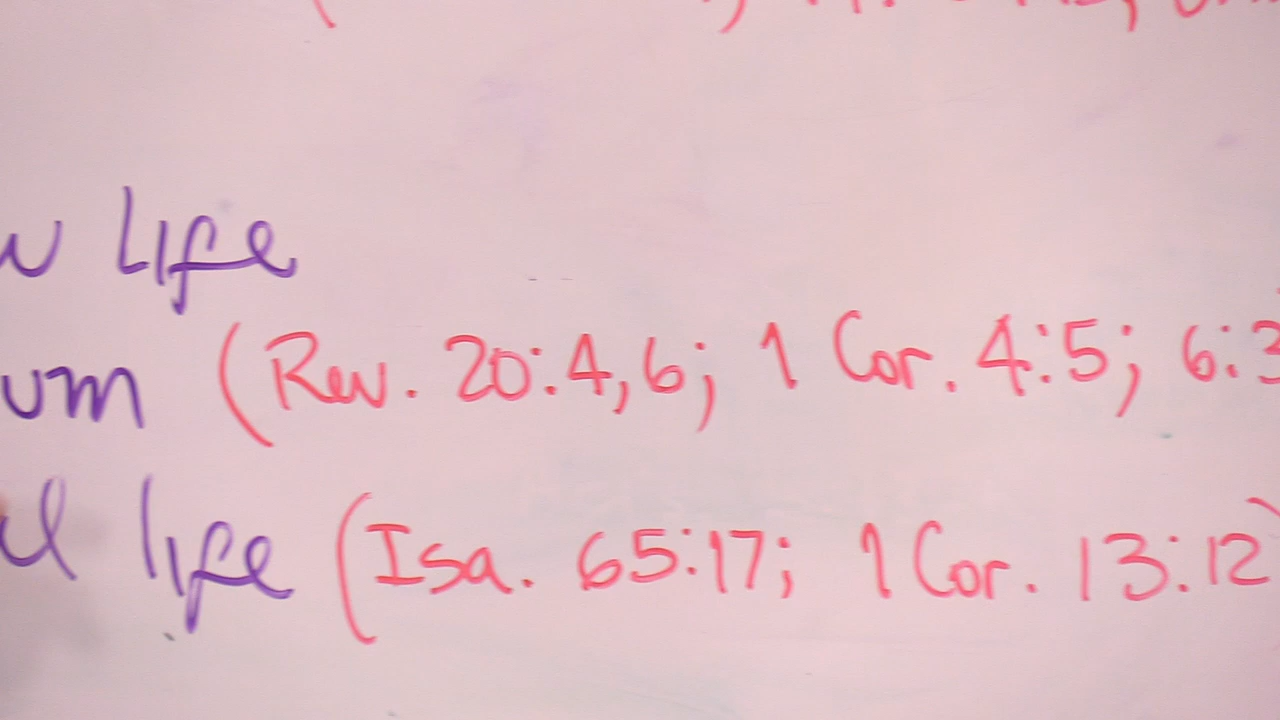 Life
(Rev. 20:4,6; 1 Cor. 4:5; 6:3
life (Isa. 65:17; 1 Cor. 13:12)